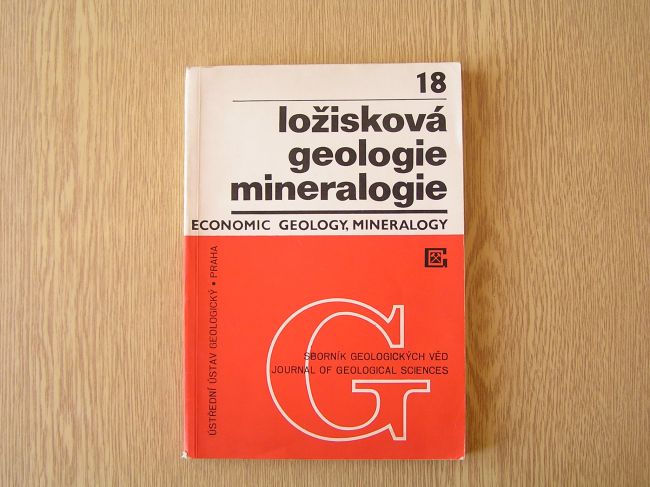 18
ložisková
geologie
mineralogie
ECONOMIC GEOLOGY, MINERALOGY
ÚSTŘEDNÍ ÚSTAV GEOLOGICKÝ • PRAHA
G
SBORNÍK GEOLOGICKÝCH VĚD
JOURNAL OF GEOLOGICAL SCIENCES